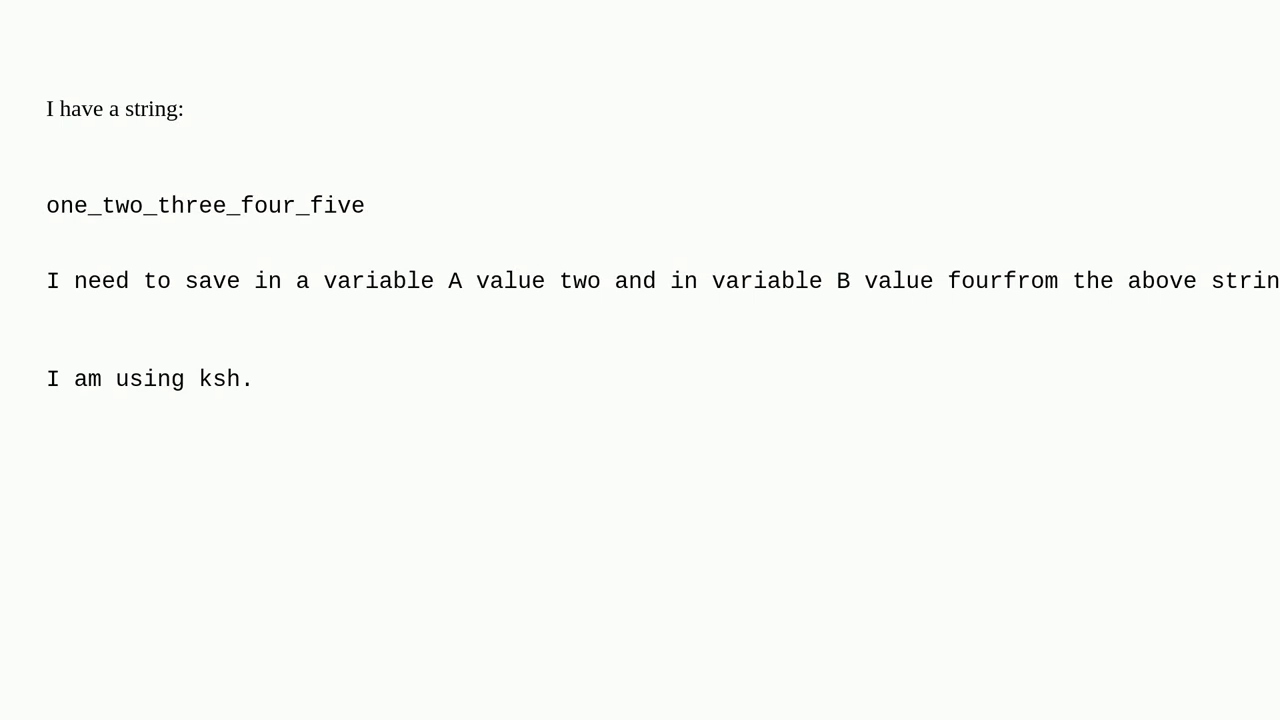 I have a string:
one_two_three_four_five
I need to save in a variable A value two and in variable B value fourfrom the above strin
I am using ksh.